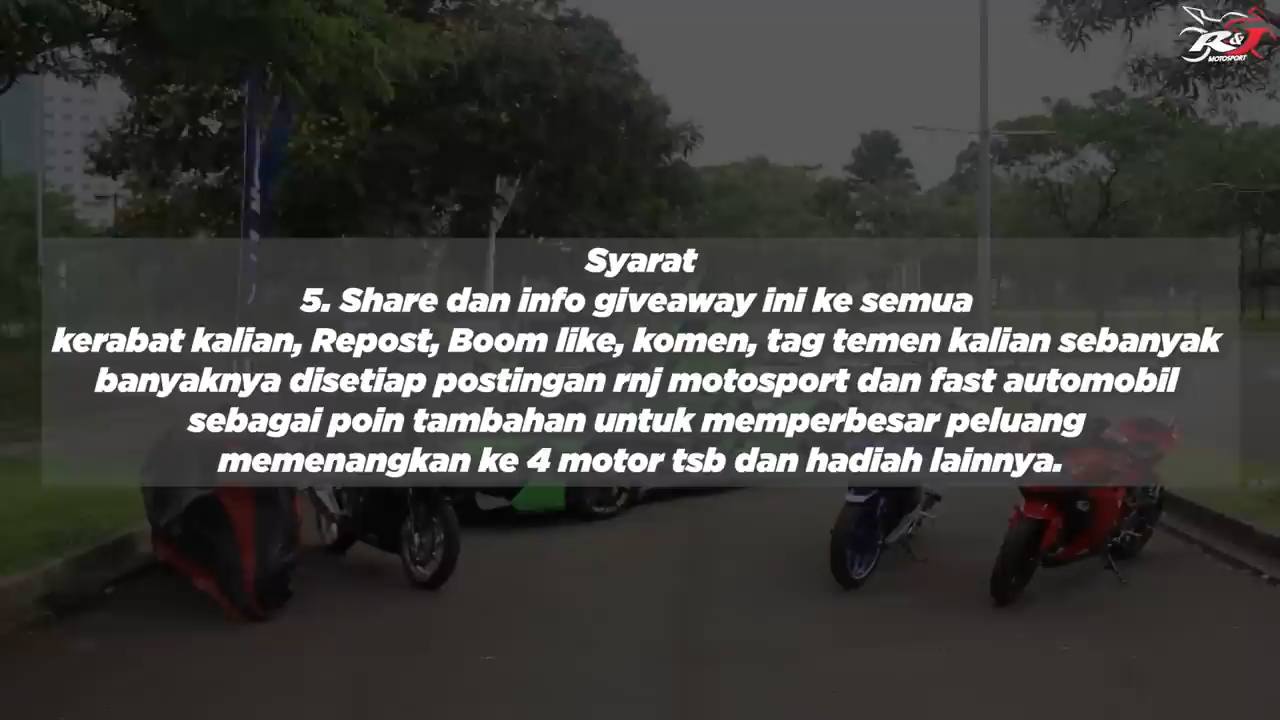 R&J
MOTOSPORT
Syarat
5. Share dan info giveaway ini ke semua
kerabat kalian, Repost, Boom like, komen, tag temen kalian sebanyak
banyaknya disetiap postingan rnj motosport dan fast automobil
sebagai poin tambahan untuk memperbesar peluang
memenangkan ke 4 motor tsb dan hadiah lainnya.